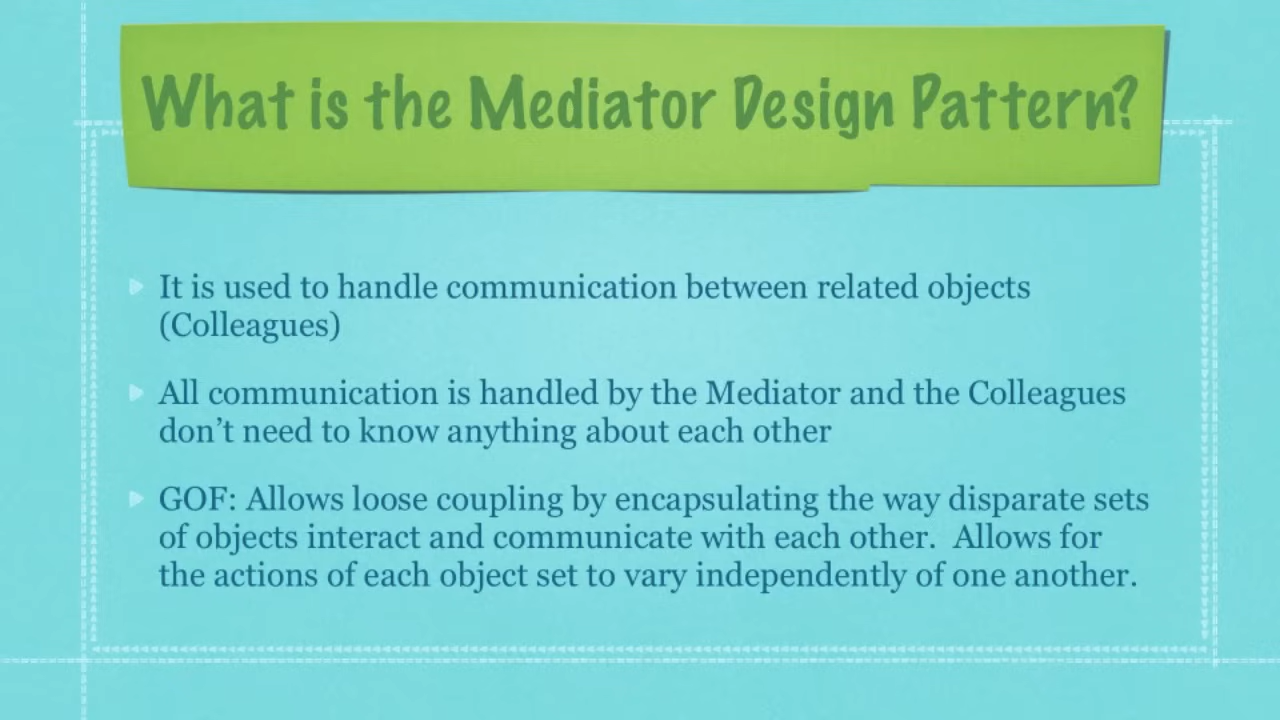 What is the Mediator Design Pattern?
It is used to handle communication between related objects
(Colleagues)
All communication is handled by the Mediator and the Colleagues
don’t need to know anything about each other
GOF: Allows loose coupling by encapsulating the way disparate sets
of objects interact and communicate with each other.  Allows for
the actions of each object set to vary independently of one another.